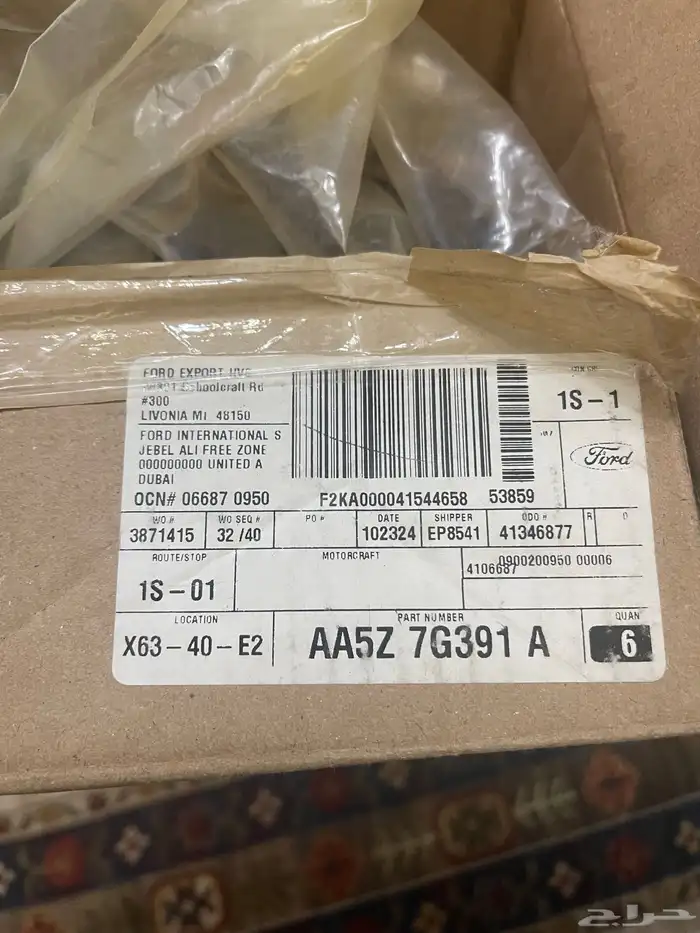 FORD EXPORT
Schoolcraft Rd
#300
LIVONIA MI 48150
FORD INTERNATIONAL S
JEBEL ALI FREE ZONE
000000000 UNITED A
DUBAI
OCN# 06687 0950
F2KA000041544658 53859
1S-1
Ford
WO.#
3871415
WO SEQ #
32/40
PO #
DATE
102324
SHIPPER
EP8541
ODO #
41346877
R
ROUTE/STOP
1S-01
MOTORCRAFT
0900200950 00006
4106687
LOCATION
X63-40-E2
PART NUMBER
AA5Z 7G391 A
QUAN
6
حراج